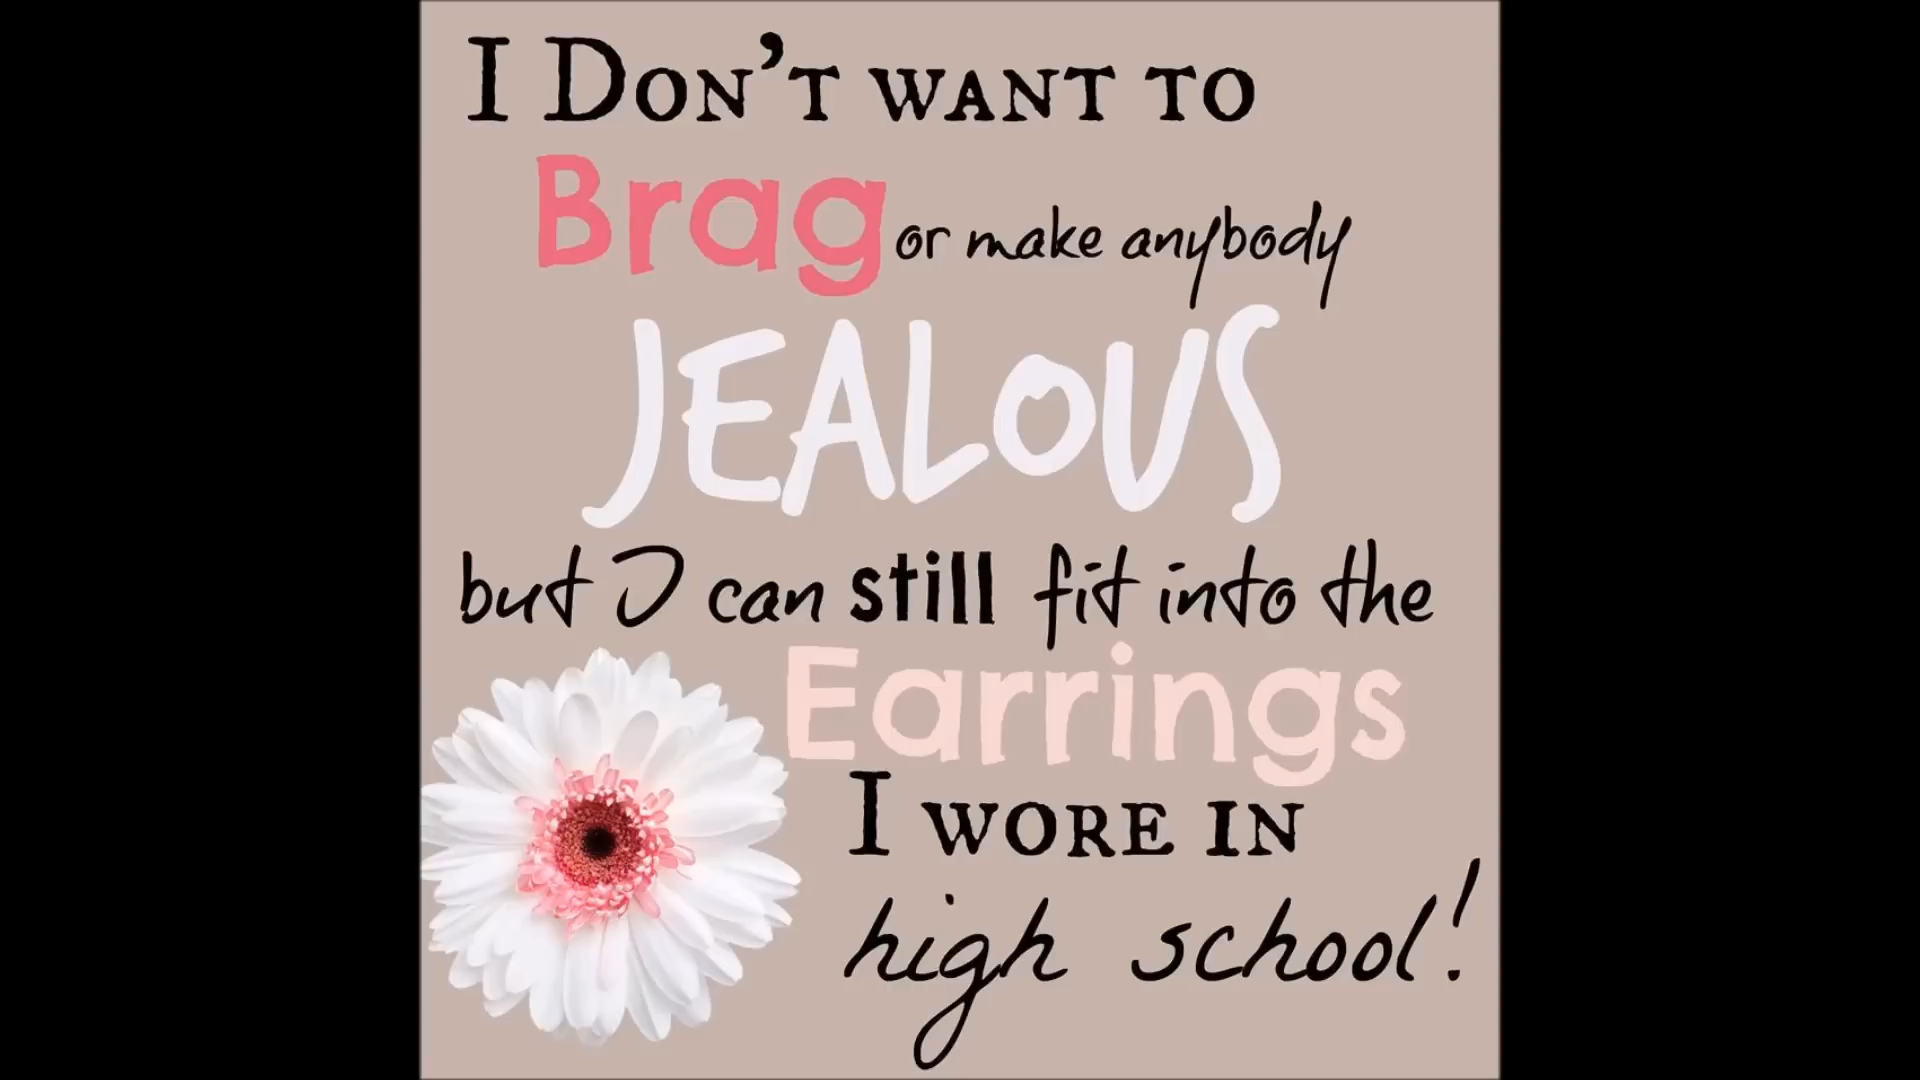 I DON'T WANT TO
Brag or make anybody
JEALOUS
but I can still fit into the
Earrings
I WORE IN
high school!